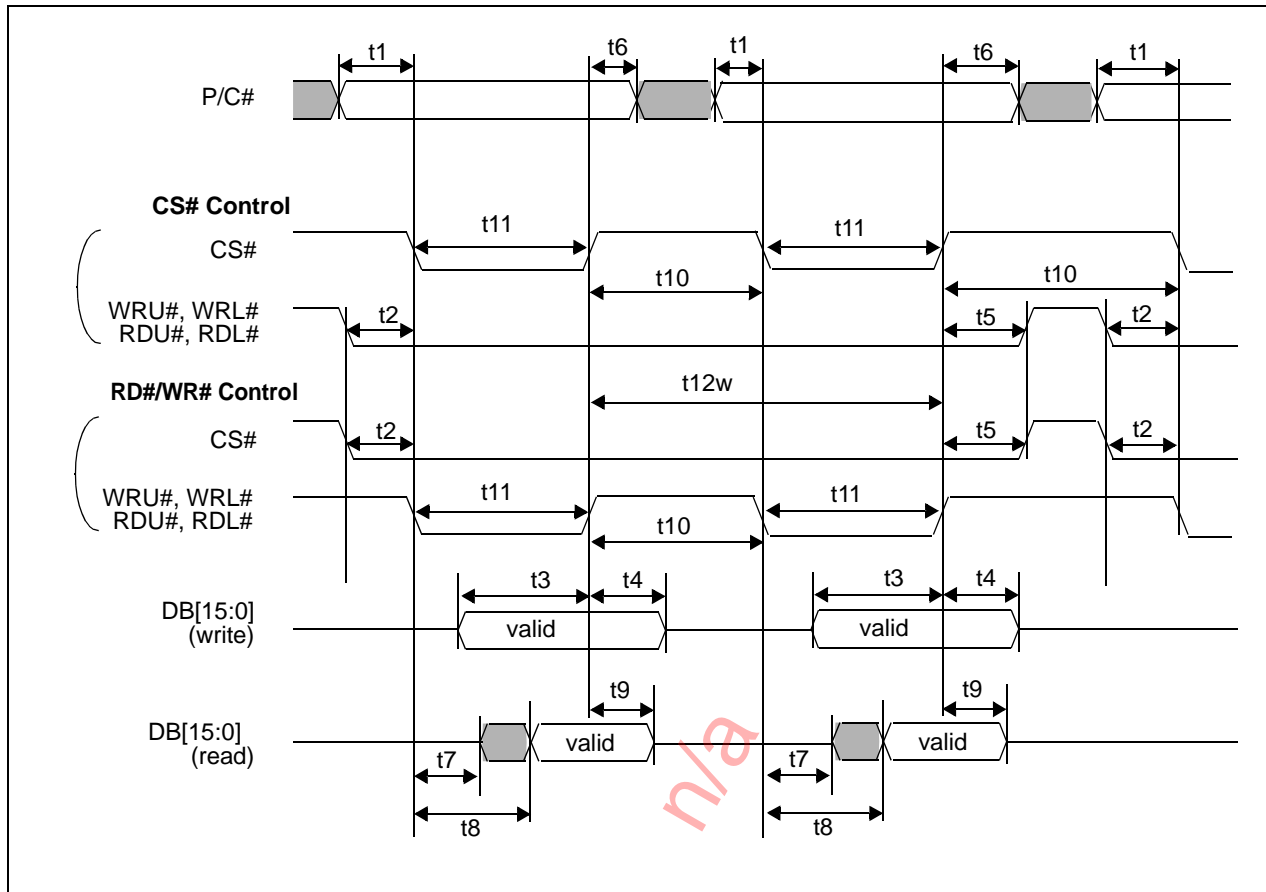 t1 t6 t1 t6 t1
P/C#
CS# Control
CS# t11 t11
t10 t10
WRU#, WRL#
RDU#, RDL# t2 t5 t2
RD#/WR# Control t12w
CS# t2 t5 t2
WRU#, WRL#
RDU#, RDL# t11 t11
t10
t3 t4 t3 t4
DB[15:0]
(write) valid valid
t9 t9
DB[15:0]
(read) valid valid
t7 t7
t8 t8
n/a